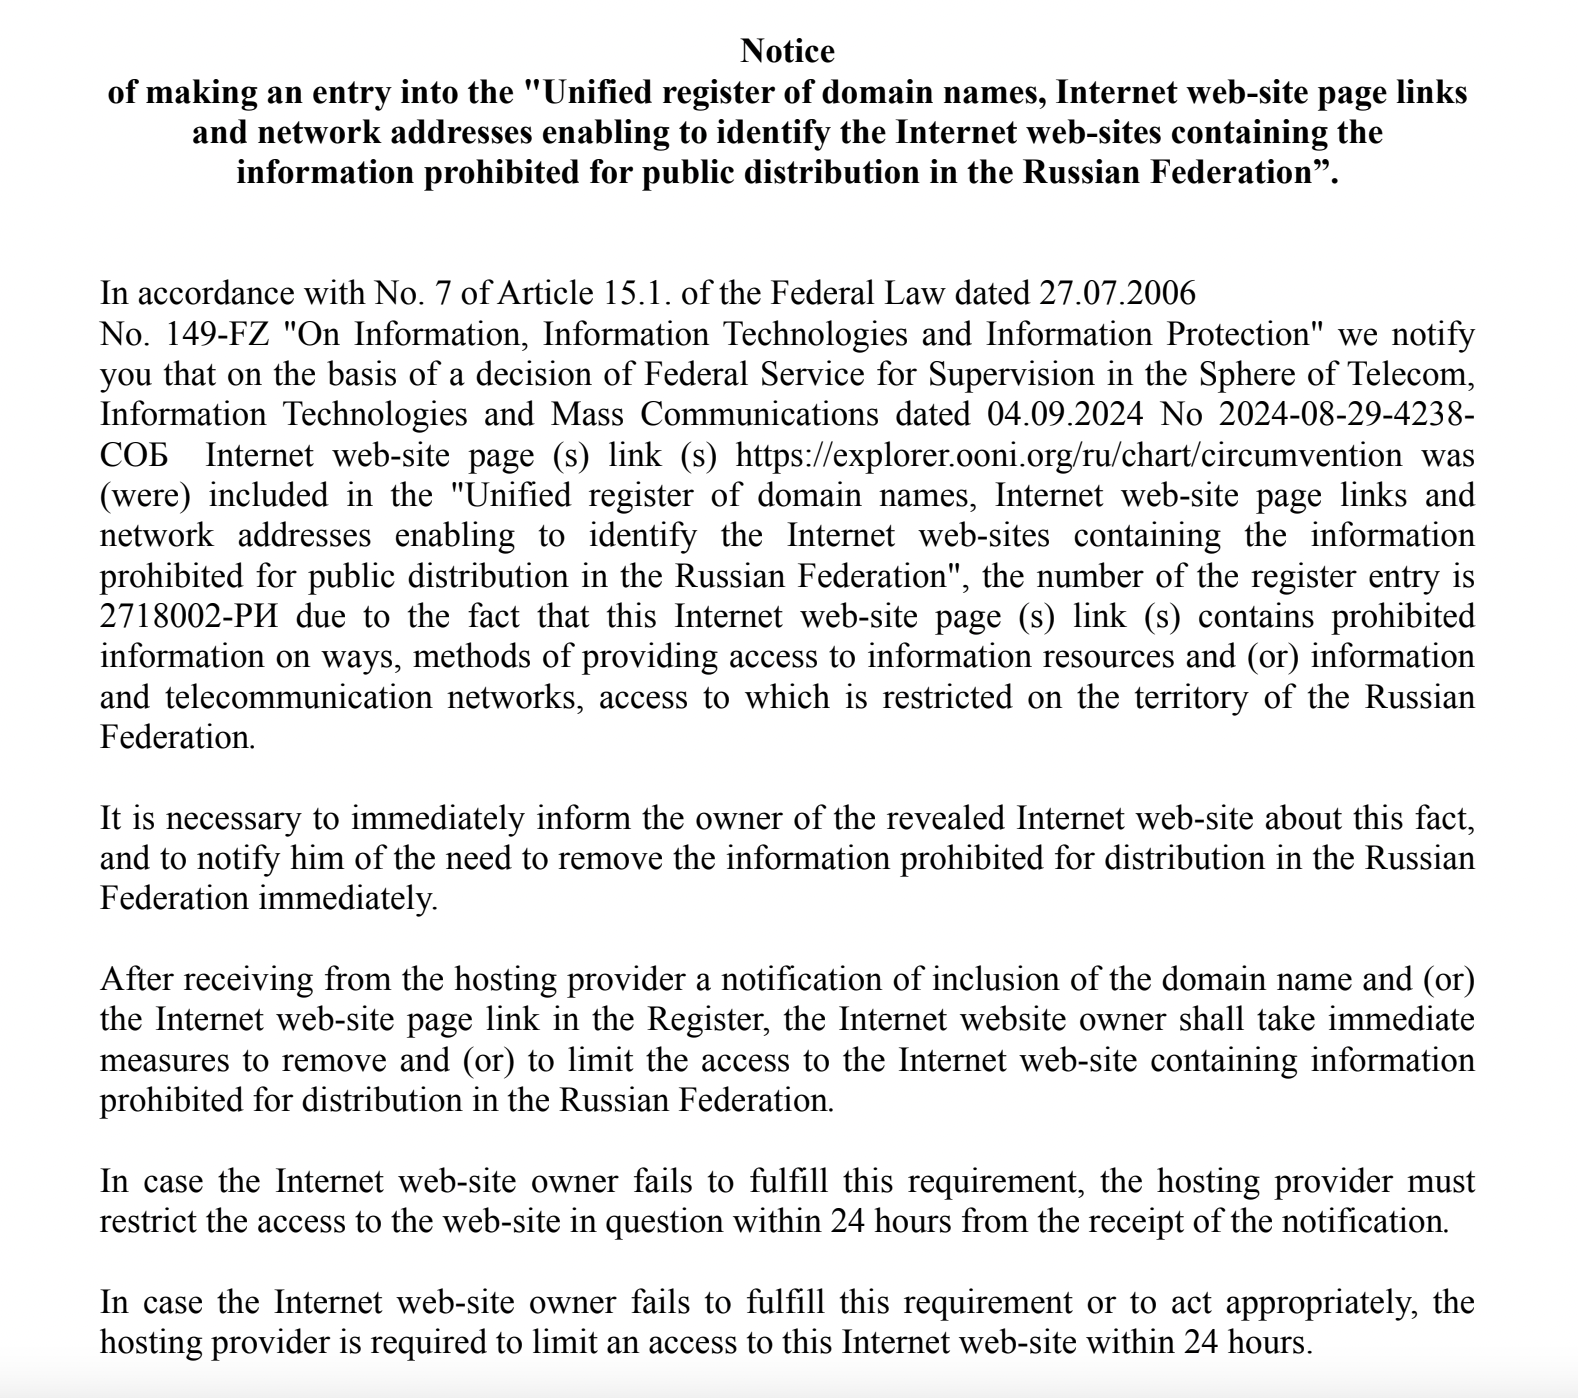 Notice
of making an entry into the "Unified register of domain names, Internet web-site page links
and network addresses enabling to identify the Internet web-sites containing the
information prohibited for public distribution in the Russian Federation”.
In accordance with No. 7 of Article 15.1. of the Federal Law dated 27.07.2006
No. 149-FZ "On Information, Information Technologies and Information Protection" we notify
you that on the basis of a decision of Federal Service for Supervision in the Sphere of Telecom,
Information Technologies and Mass Communications dated 04.09.2024 No 2024-08-29-4238-
СОБ Internet web-site page (s) link (s) https://explorer.ooni.org/ru/chart/circumvention was
(were) included in the "Unified register of domain names, Internet web-site page links and
network addresses enabling to identify the Internet web-sites containing the information
prohibited for public distribution in the Russian Federation", the number of the register entry is
2718002-РИ due to the fact that this Internet web-site page (s) link (s) contains prohibited
information on ways, methods of providing access to information resources and (or) information
and telecommunication networks, access to which is restricted on the territory of the Russian
Federation.
It is necessary to immediately inform the owner of the revealed Internet web-site about this fact,
and to notify him of the need to remove the information prohibited for distribution in the Russian
Federation immediately.
After receiving from the hosting provider a notification of inclusion of the domain name and (or)
the Internet web-site page link in the Register, the Internet website owner shall take immediate
measures to remove and (or) to limit the access to the Internet web-site containing information
prohibited for distribution in the Russian Federation.
In case the Internet web-site owner fails to fulfill this requirement, the hosting provider must
restrict the access to the web-site in question within 24 hours from the receipt of the notification.
In case the Internet web-site owner fails to fulfill this requirement or to act appropriately, the
hosting provider is required to limit an access to this Internet web-site within 24 hours.